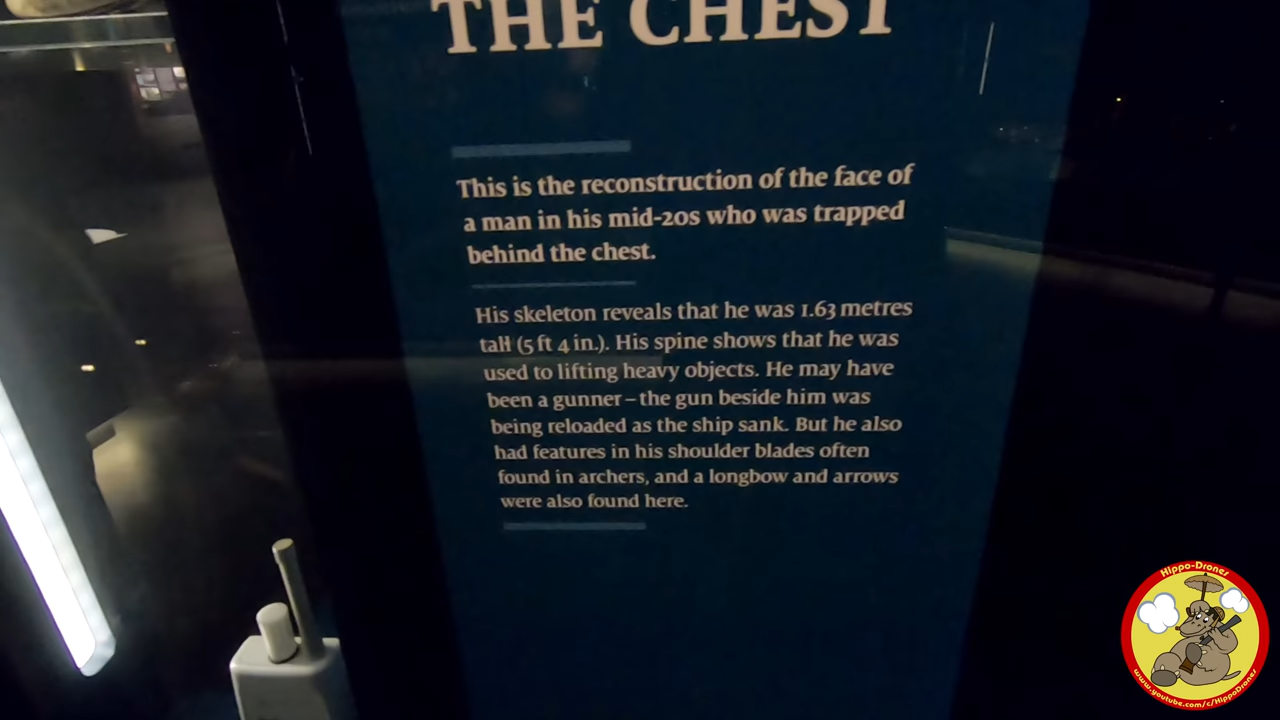 THE CHEST
This is the reconstruction of the face of
a man in his mid-20s who was trapped
behind the chest.
His skeleton reveals that he was 1.63 metres
tall (5 ft 4 in.). His spine shows that he was
used to lifting heavy objects. He may have
been a gunner – the gun beside him was
being reloaded as the ship sank. But he also
had features in his shoulder blades often
found in archers, and a longbow and arrows
were also found here.
Hippo-Drones
www.youtube.com/c/HippoDrones